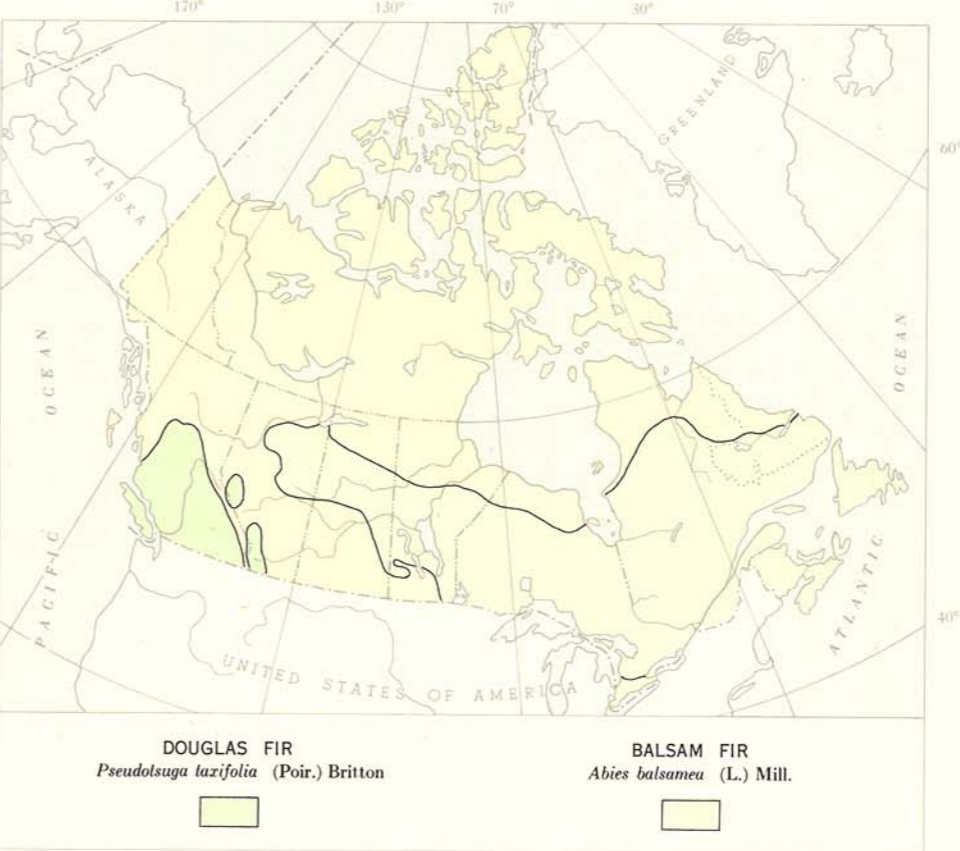 170° 130° 70° 30°
GREENLAND
60°
ALASKA
OCEAN
OCEAN
PACIFIC
ATLANTIC
40°
UNITED STATES OF AMERICA
DOUGLAS FIR
Pseudotsuga taxifolia (Poir.) Britton
BALSAM FIR
Abies balsamea (L.) Mill.